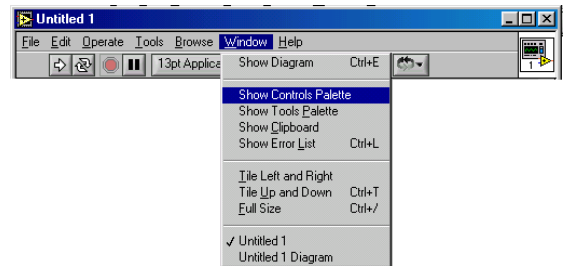 Untitled 1
File Edit Operate Tools Browse Window Help
13pt Applica
Show Diagram Ctrl+E
Show Controls Palette
Show Tools Palette
Show Clipboard
Show Error List Ctrl+L
Tile Left and Right
Tile Up and Down Ctrl+T
Full Size Ctrl+/
✓ Untitled 1
Untitled 1 Diagram
1